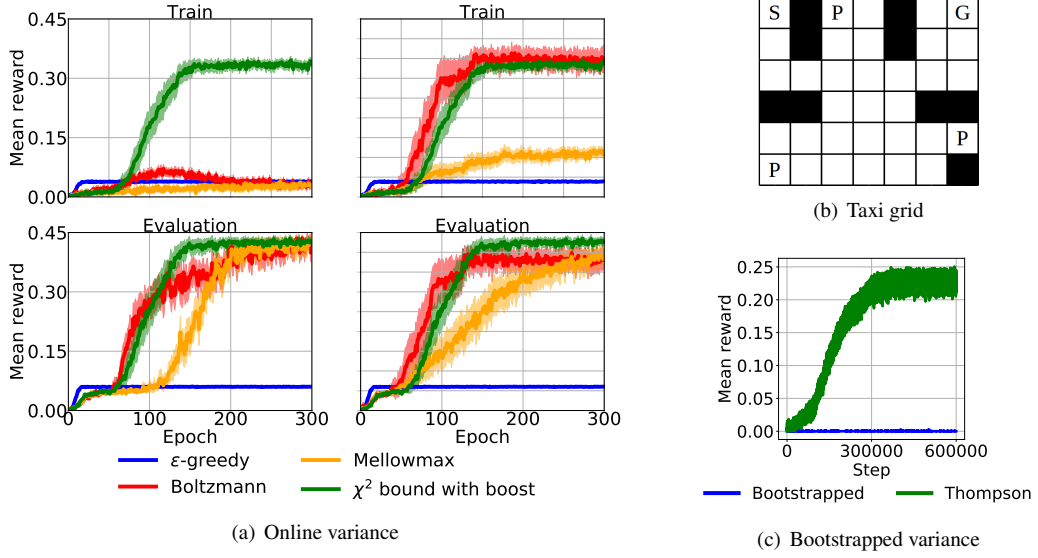 Train
Train
0.45
0.30
0.15
0.00
Mean reward
Evaluation
Evaluation
0.45
0.30
0.15
0.00
Mean reward
0 100 200 300
Epoch
0 100 200 300
Epoch
ε-greedy
Mellowmax
Boltzmann
χ² bound with boost
(a) Online variance
S P G
P
P
(b) Taxi grid
0.25
0.20
0.15
0.10
0.05
0.00
Mean reward
0 300000 600000
Step
Bootstrapped
Thompson
(c) Bootstrapped variance